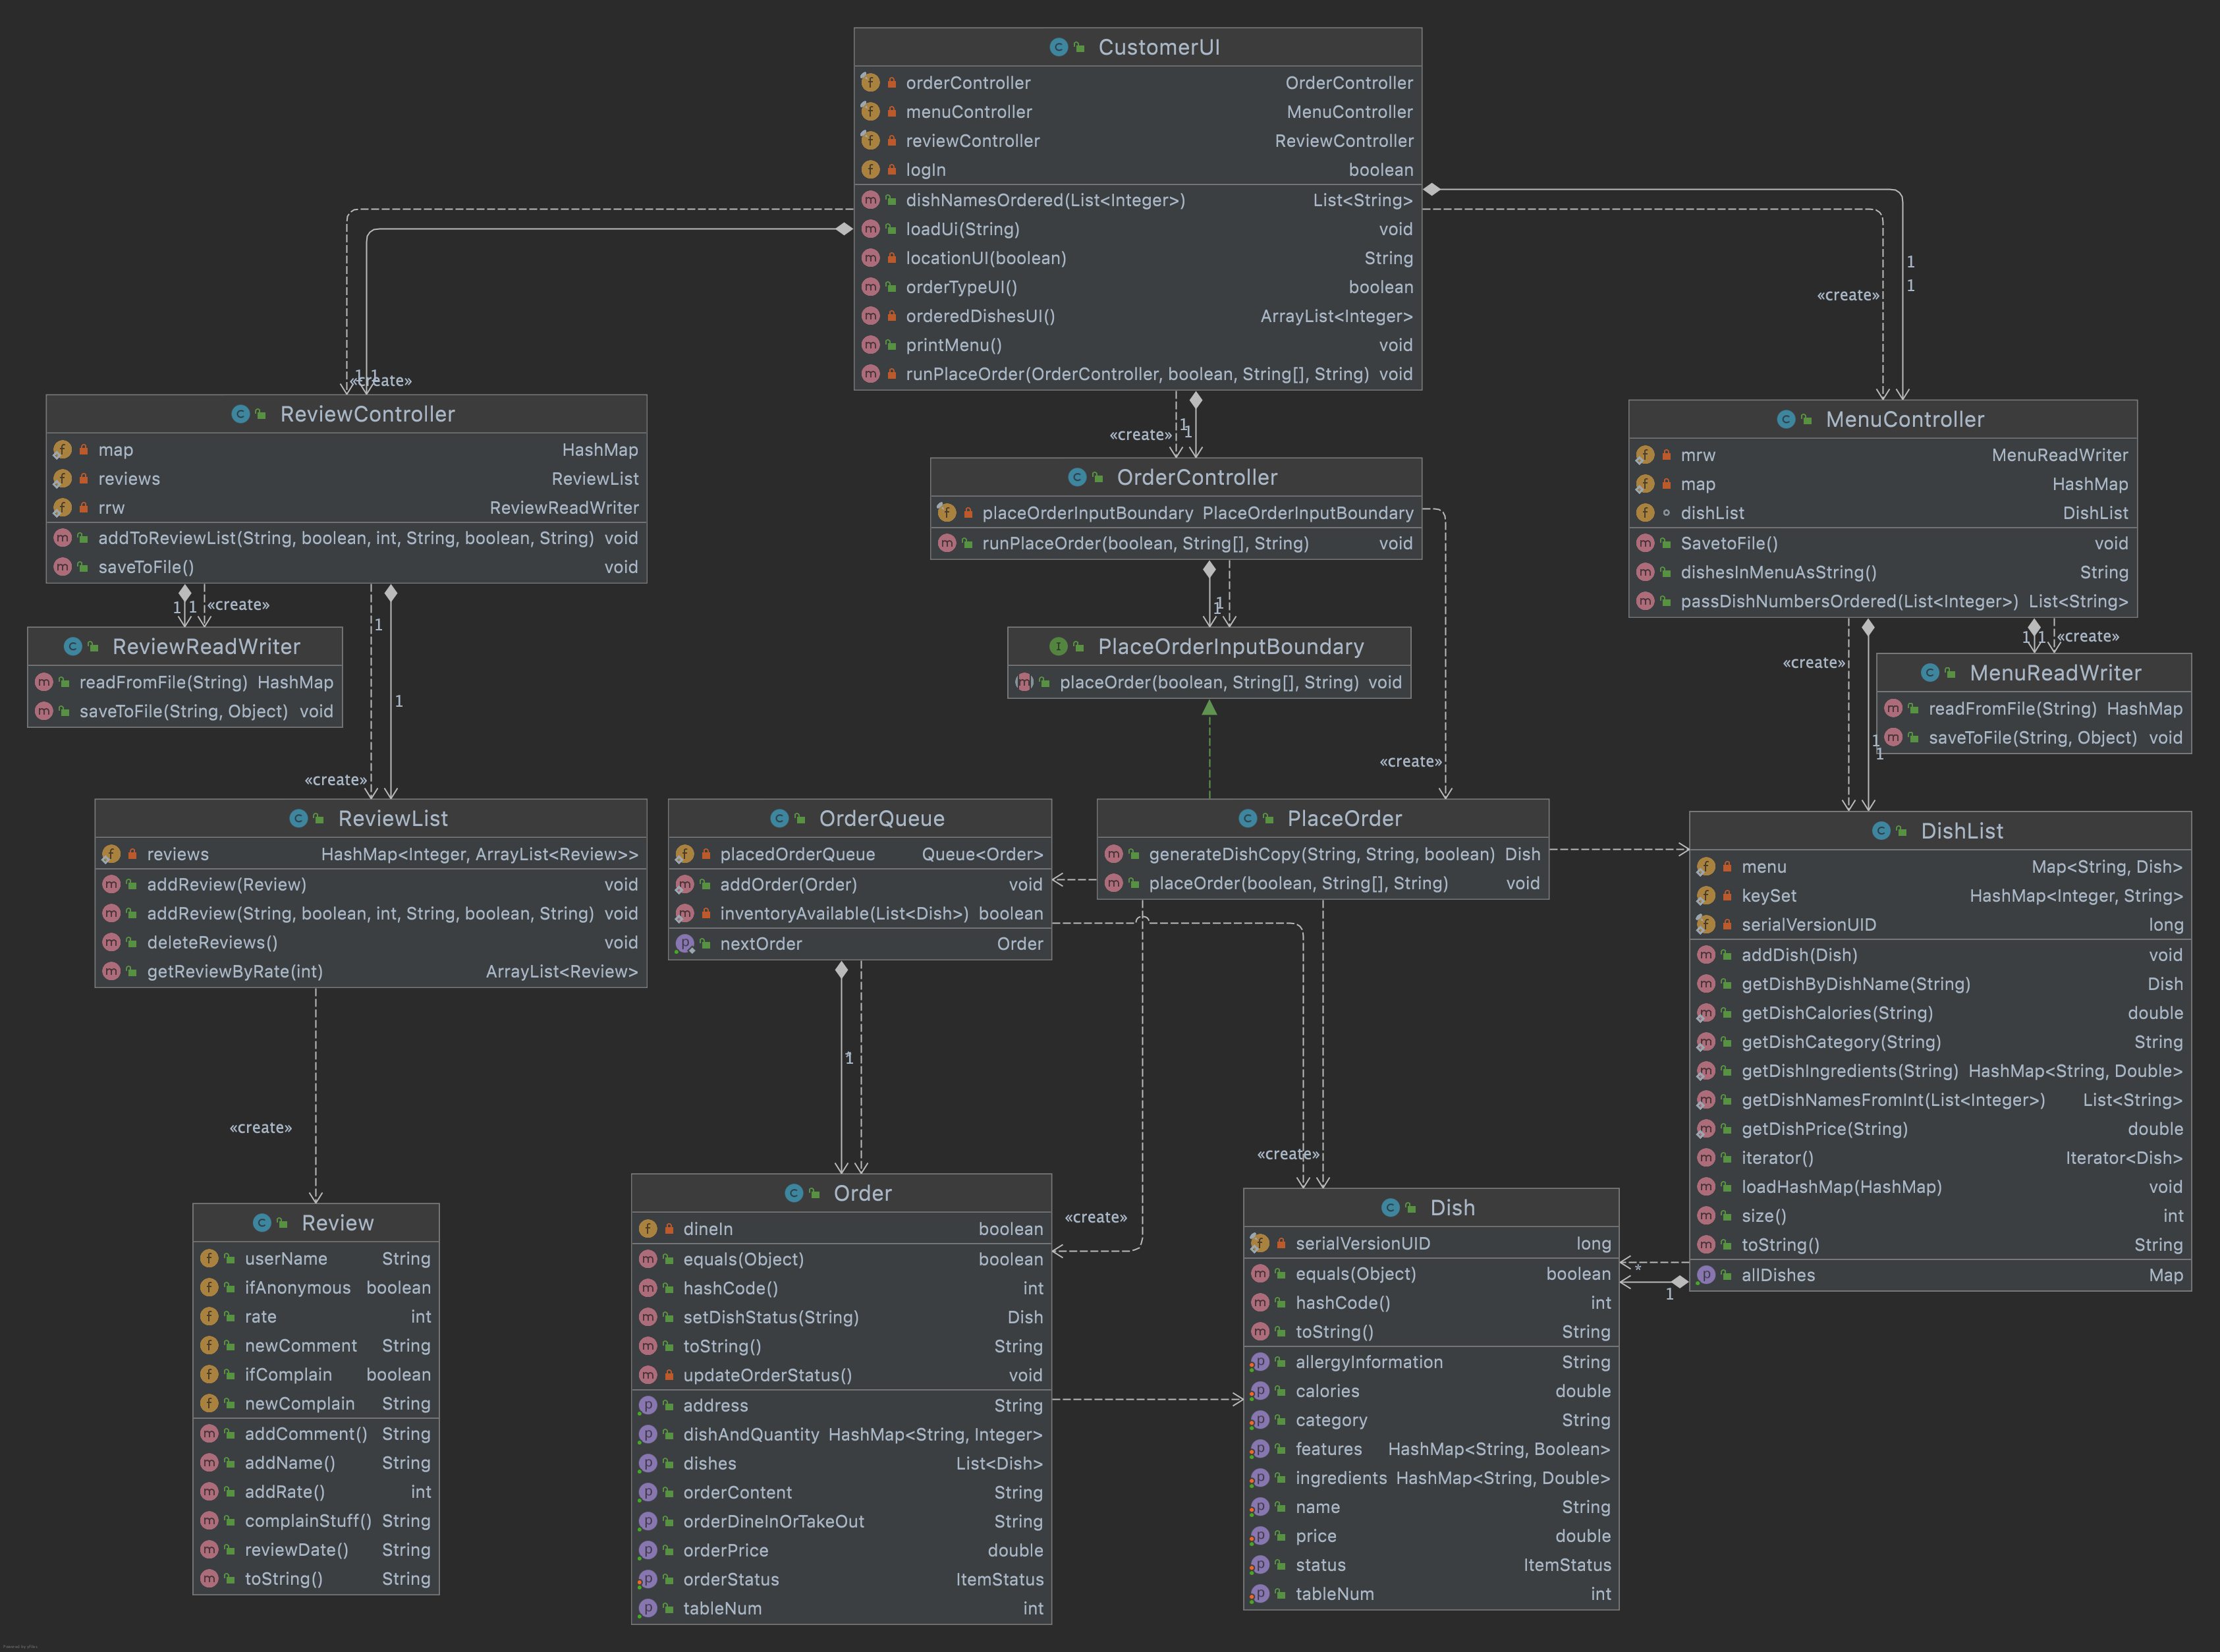 CustomerUI
orderController OrderController
menuController MenuController
reviewController ReviewController
logIn boolean
dishNamesOrdered(List<Integer>) List<String>
loadUi(String) void
locationUI(boolean) String
orderTypeUI() boolean
orderedDishesUI() ArrayList<Integer>
printMenu() void
runPlaceOrder(OrderController, boolean, String[], String) void
1
1
«create»
1 1
«create»
1
1
«create»
ReviewController
map HashMap
reviews ReviewList
rrw ReviewReadWriter
addToReviewList(String, boolean, int, String, boolean, String) void
saveToFile() void
OrderController
placeOrderInputBoundary PlaceOrderInputBoundary
runPlaceOrder(boolean, String[], String) void
MenuController
mrw MenuReadWriter
map HashMap
dishList DishList
SavetoFile() void
dishesInMenuAsString() String
passDishNumbersOrdered(List<Integer>) List<String>
1 1 «create»
1
1
«create»
1
1
1 1 «create»
«create»
1
1
«create»
ReviewReadWriter
readFromFile(String) HashMap
saveToFile(String, Object) void
PlaceOrderInputBoundary
placeOrder(boolean, String[], String) void
MenuReadWriter
readFromFile(String) HashMap
saveToFile(String, Object) void
ReviewList
reviews HashMap<Integer, ArrayList<Review>>
addReview(Review) void
addReview(String, boolean, int, String, boolean, String) void
deleteReviews() void
getReviewByRate(int) ArrayList<Review>
OrderQueue
placedOrderQueue Queue<Order>
addOrder(Order) void
inventoryAvailable(List<Dish>) boolean
nextOrder Order
PlaceOrder
generateDishCopy(String, String, boolean) Dish
placeOrder(boolean, String[], String) void
DishList
menu Map<String, Dish>
keySet HashMap<Integer, String>
serialVersionUID long
addDish(Dish) void
getDishByDishName(String) Dish
getDishCalories(String) double
getDishCategory(String) String
getDishIngredients(String) HashMap<String, Double>
getDishNamesFromInt(List<Integer>) List<String>
getDishPrice(String) double
iterator() Iterator<Dish>
loadHashMap(HashMap) void
size() int
toString() String
allDishes Map
«create»
*
1
«create»
«create»
*
1
«create»
Review
userName String
ifAnonymous boolean
rate int
newComment String
ifComplain boolean
newComplain String
addComment() String
addName() String
addRate() int
complainStuff() String
reviewDate() String
toString() String
Order
dineIn boolean
equals(Object) boolean
hashCode() int
setDishStatus(String) Dish
toString() String
updateOrderStatus() void
address String
dishAndQuantity HashMap<String, Integer>
dishes List<Dish>
orderContent String
orderDineInOrTakeOut String
orderPrice double
orderStatus ItemStatus
tableNum int
Dish
serialVersionUID long
equals(Object) boolean
hashCode() int
toString() String
allergyInformation String
calories double
category String
features HashMap<String, Boolean>
ingredients HashMap<String, Double>
name String
price double
status ItemStatus
tableNum int
Powered by yFiles